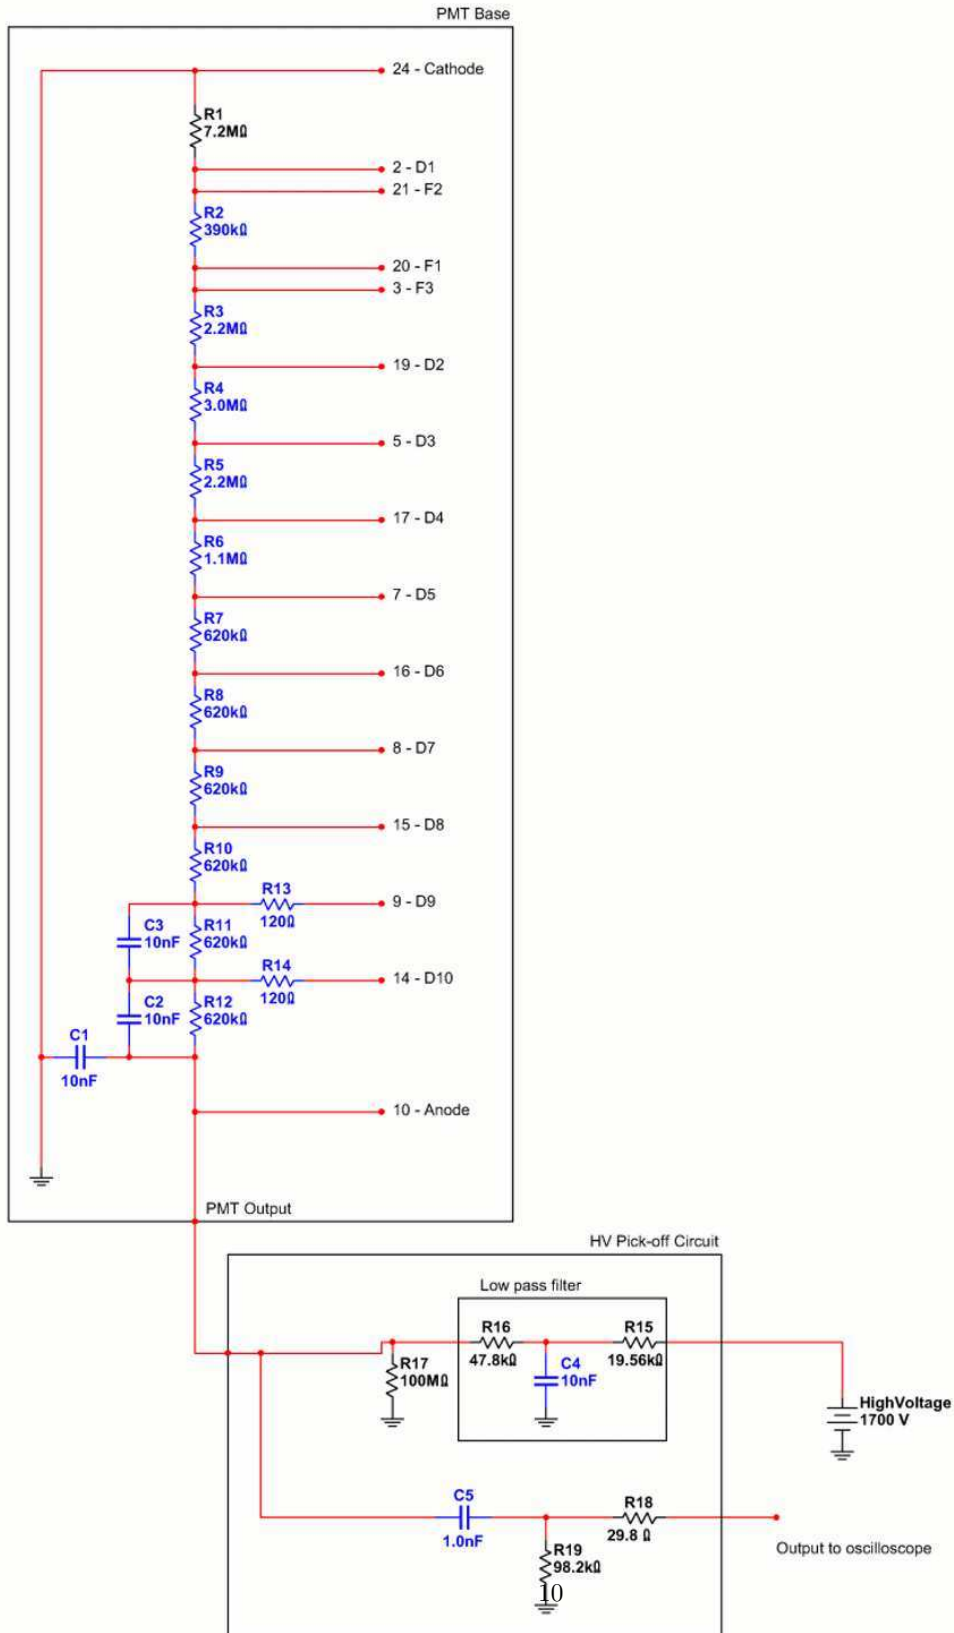 PMT Base
24 - Cathode
R1
7.2MΩ
2 - D1
21 - F2
R2
390kΩ
20 - F1
3 - F3
R3
2.2MΩ
19 - D2
R4
3.0MΩ
5 - D3
R5
2.2MΩ
17 - D4
R6
1.1MΩ
7 - D5
R7
620kΩ
16 - D6
R8
620kΩ
8 - D7
R9
620kΩ
15 - D8
R10
620kΩ
R13
120Ω
9 - D9
C3
10nF
R11
620kΩ
R14
120Ω
14 - D10
C2
10nF
R12
620kΩ
C1
10nF
10 - Anode
PMT Output
HV Pick-off Circuit
Low pass filter
R16
47.8kΩ
R15
19.56kΩ
R17
100MΩ
C4
10nF
HighVoltage
1700 V
C5
1.0nF
R18
29.8 Ω
R19
98.2kΩ
Output to oscilloscope
10